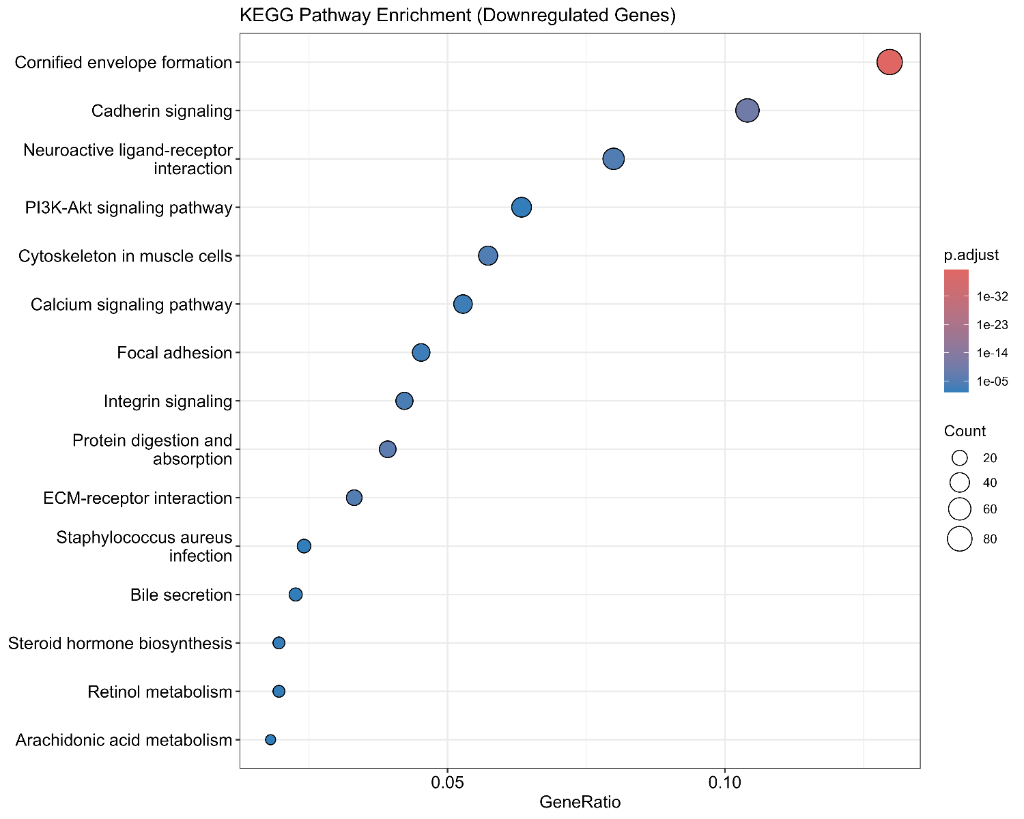 KEGG Pathway Enrichment (Downregulated Genes)
Cornified envelope formation
Cadherin signaling
Neuroactive ligand-receptor
interaction
PI3K-Akt signaling pathway
Cytoskeleton in muscle cells
Calcium signaling pathway
Focal adhesion
Integrin signaling
Protein digestion and
absorption
ECM-receptor interaction
Staphylococcus aureus
infection
Bile secretion
Steroid hormone biosynthesis
Retinol metabolism
Arachidonic acid metabolism
0.05
0.10
GeneRatio
p.adjust
1e-32
1e-23
1e-14
1e-05
Count
20
40
60
80